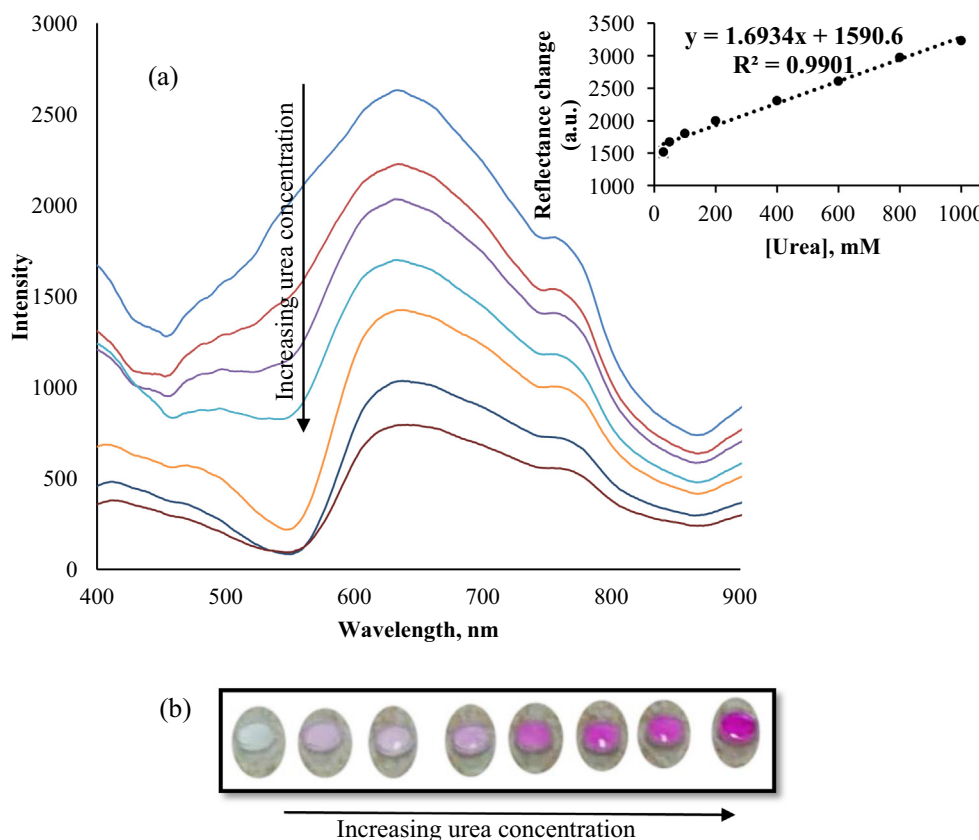 (a)
Intensity
3000
2500
2000
1500
1000
500
0
400
500
600
700
800
900
Wavelength, nm
Increasing urea concentration
y = 1.6934x + 1590.6
R² = 0.9901
Reflectance change
(a.u.)
3500
3000
2500
2000
1500
1000
0
200
400
600
800
1000
[Urea], mM
(b)
Increasing urea concentration